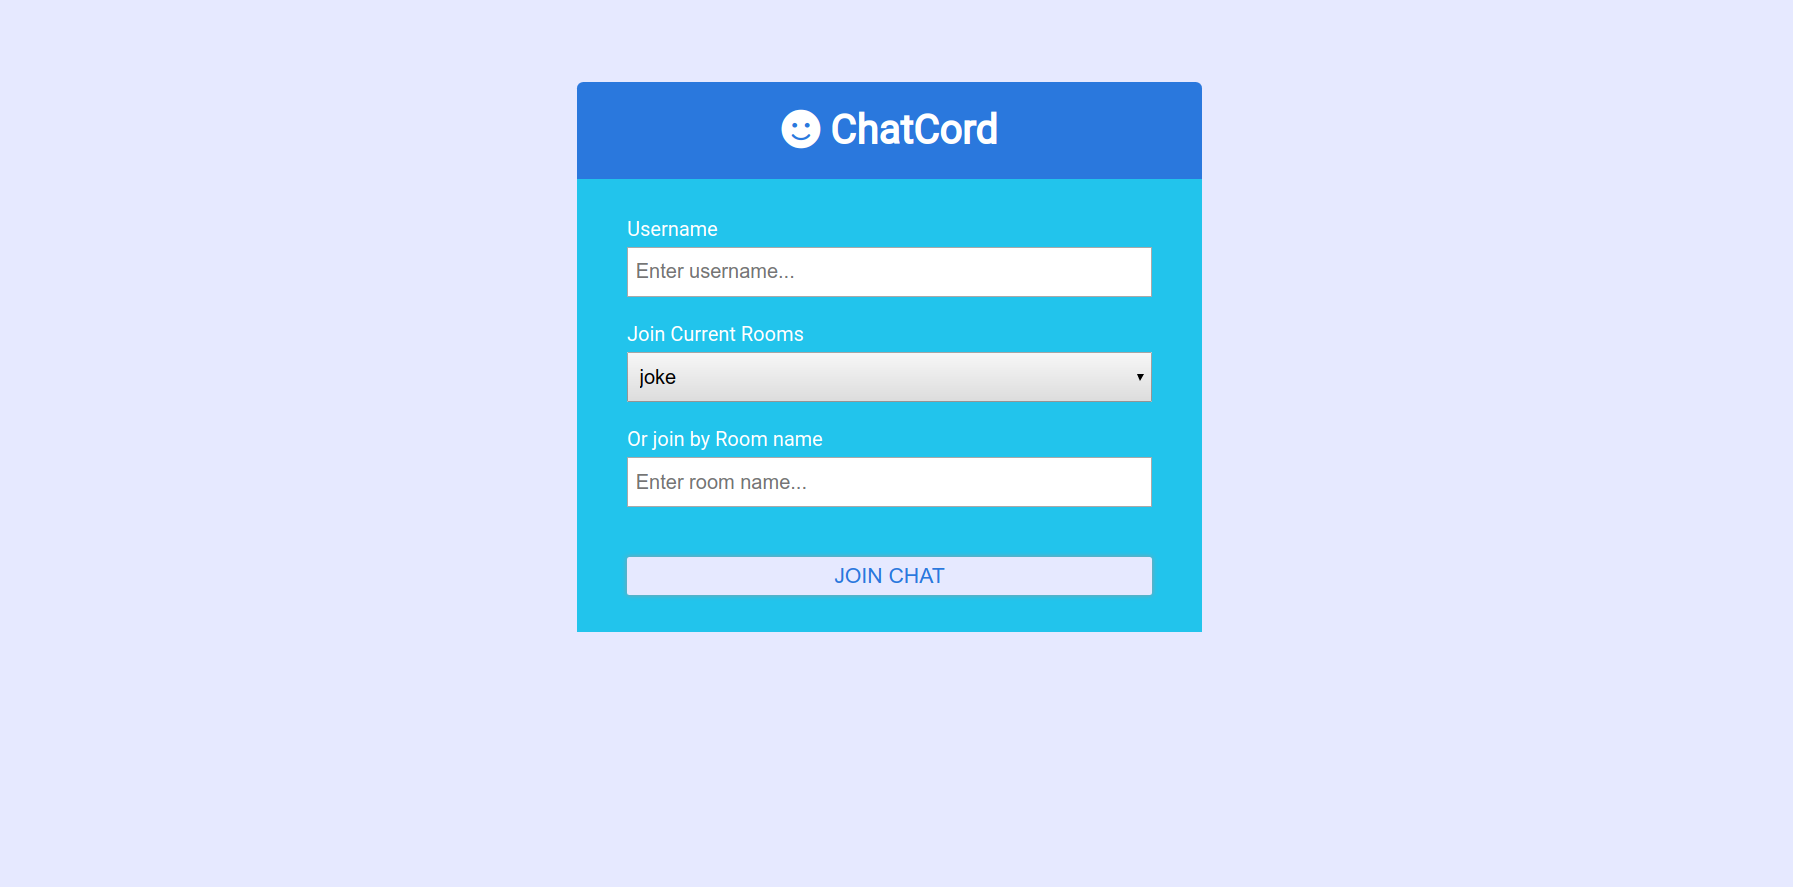 ChatCord
Username
Enter username...
Join Current Rooms
joke
Or join by Room name
Enter room name...
JOIN CHAT